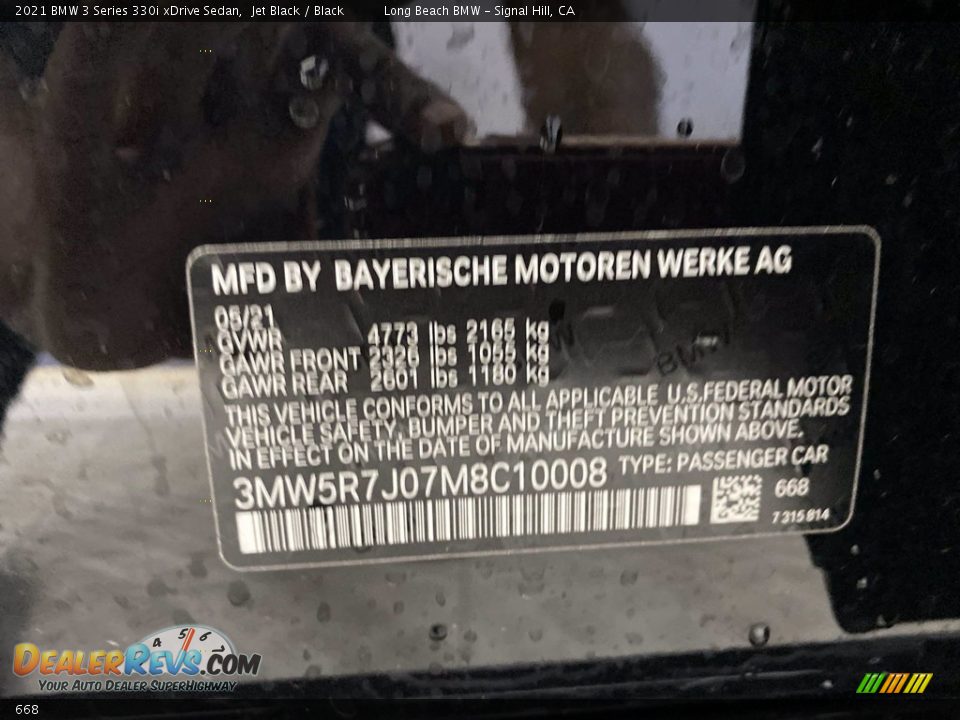 2021 BMW 3 Series 330i xDrive Sedan, Jet Black / Black Long Beach BMW - Signal Hill, CA
MFD BY BAYERISCHE MOTOREN WERKE AG
05/21
GVWR 4773 lbs 2165 kg
GAWR FRONT 2326 lbs 1055 kg
GAWR REAR 2601 lbs 1180 kg
THIS VEHICLE CONFORMS TO ALL APPLICABLE U.S.FEDERAL MOTOR
VEHICLE SAFETY, BUMPER AND THEFT PREVENTION STANDARDS
IN EFFECT ON THE DATE OF MANUFACTURE SHOWN ABOVE.
3MW5R7J07M8C10008 TYPE: PASSENGER CAR
668
7315814
4 5 6
DEALERREVS.COM
YOUR AUTO DEALER SUPERHIGHWAY
668